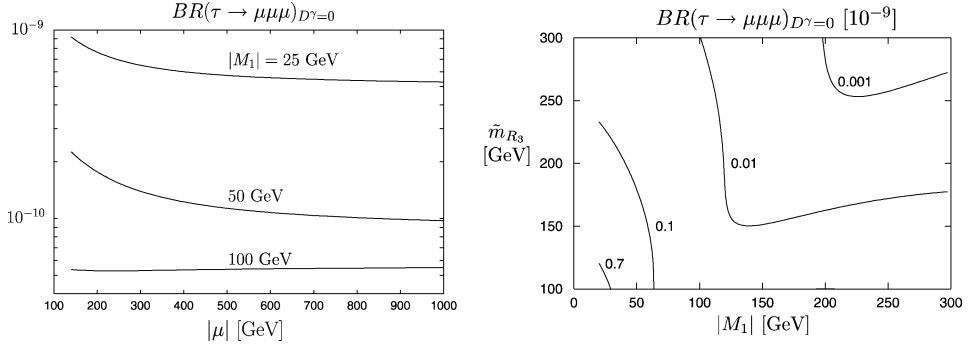 BR(τ → μμμ)_{D^γ=0}
10^{-9}
|M_1| = 25 GeV
50 GeV
10^{-10}
100 GeV
100 200 300 400 500 600 700 800 900 1000
|μ| [GeV]
BR(τ → μμμ)_{D^γ=0} [10^{-9}]
300
0.001
250
m̃_{R_3}
[GeV]
200
0.01
150
0.1
0.7
100
0 50 100 150 200 250 300
|M_1| [GeV]